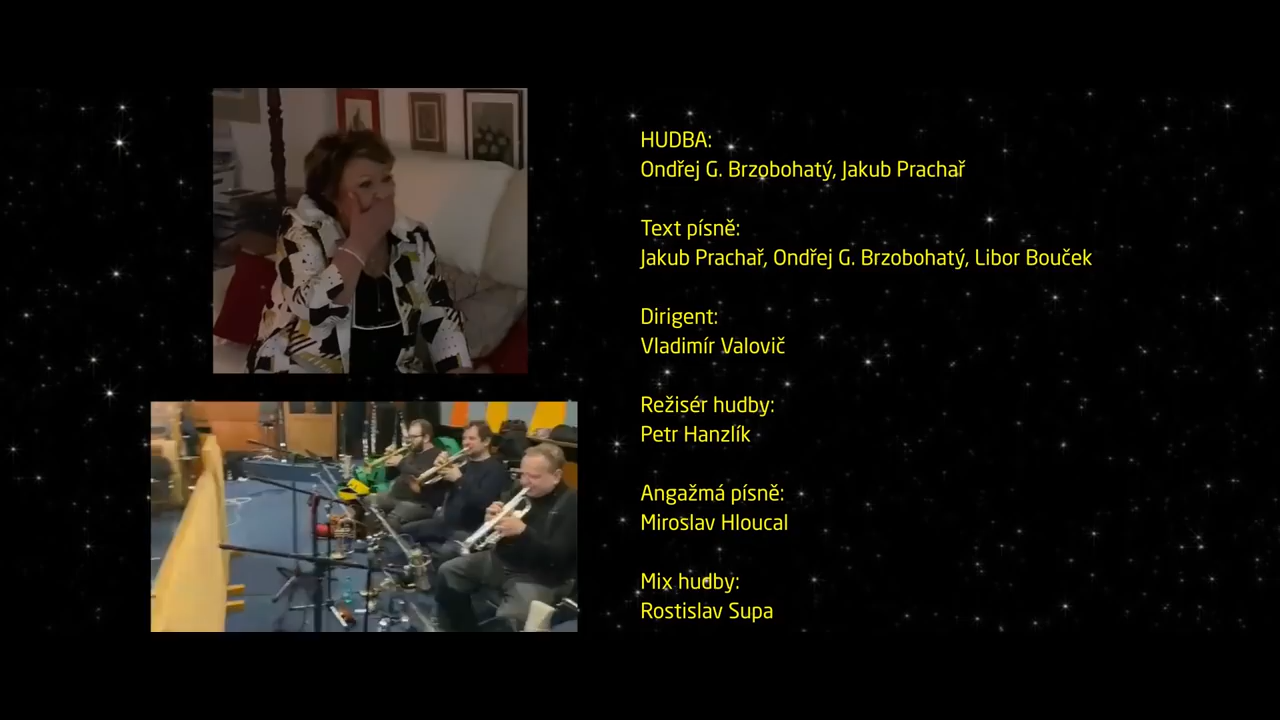 HUDBA:
Ondřej G. Brzobohatý, Jakub Prachař
Text písně:
Jakub Prachař, Ondřej G. Brzobohatý, Libor Bouček
Dirigent:
Vladimír Valovič
Režisér hudby:
Petr Hanzlík
Angažmá písně:
Miroslav Hloucal
Mix hudby:
Rostislav Supa